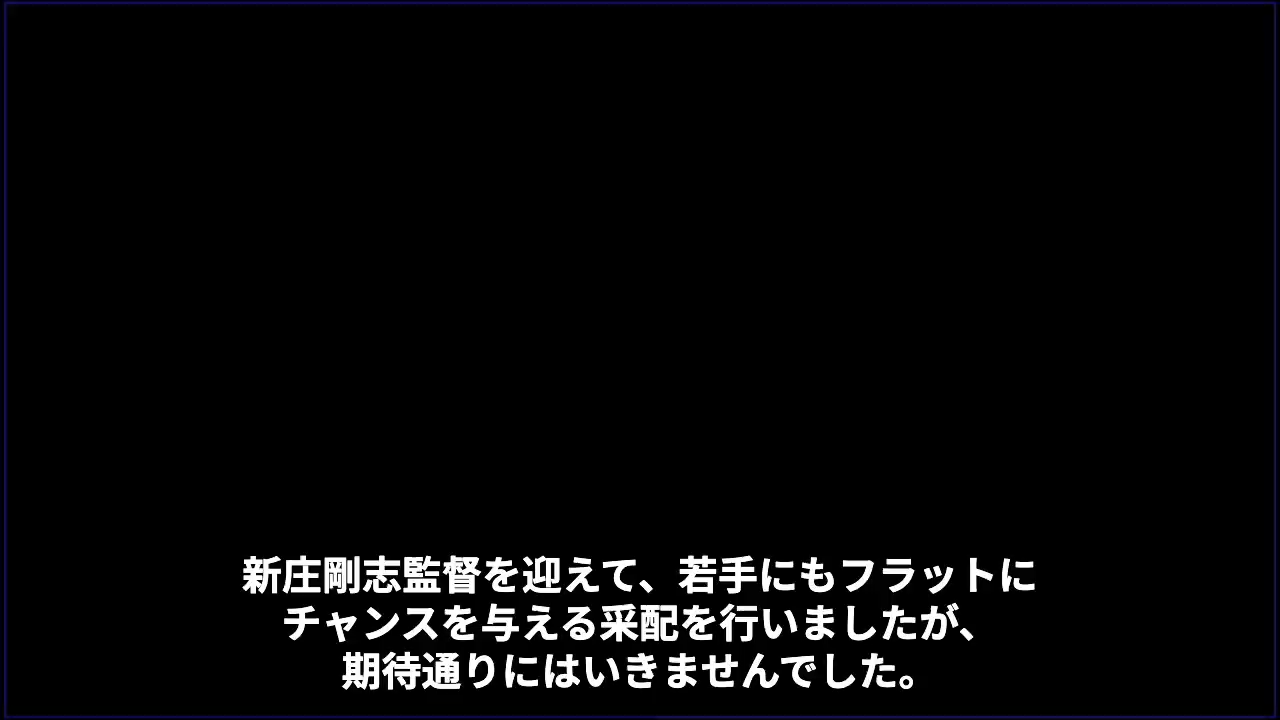 新庄剛志監督を迎えて、若手にもフラットに
チャンスを与える采配を行いましたが、
期待通りにはいきませんでした。